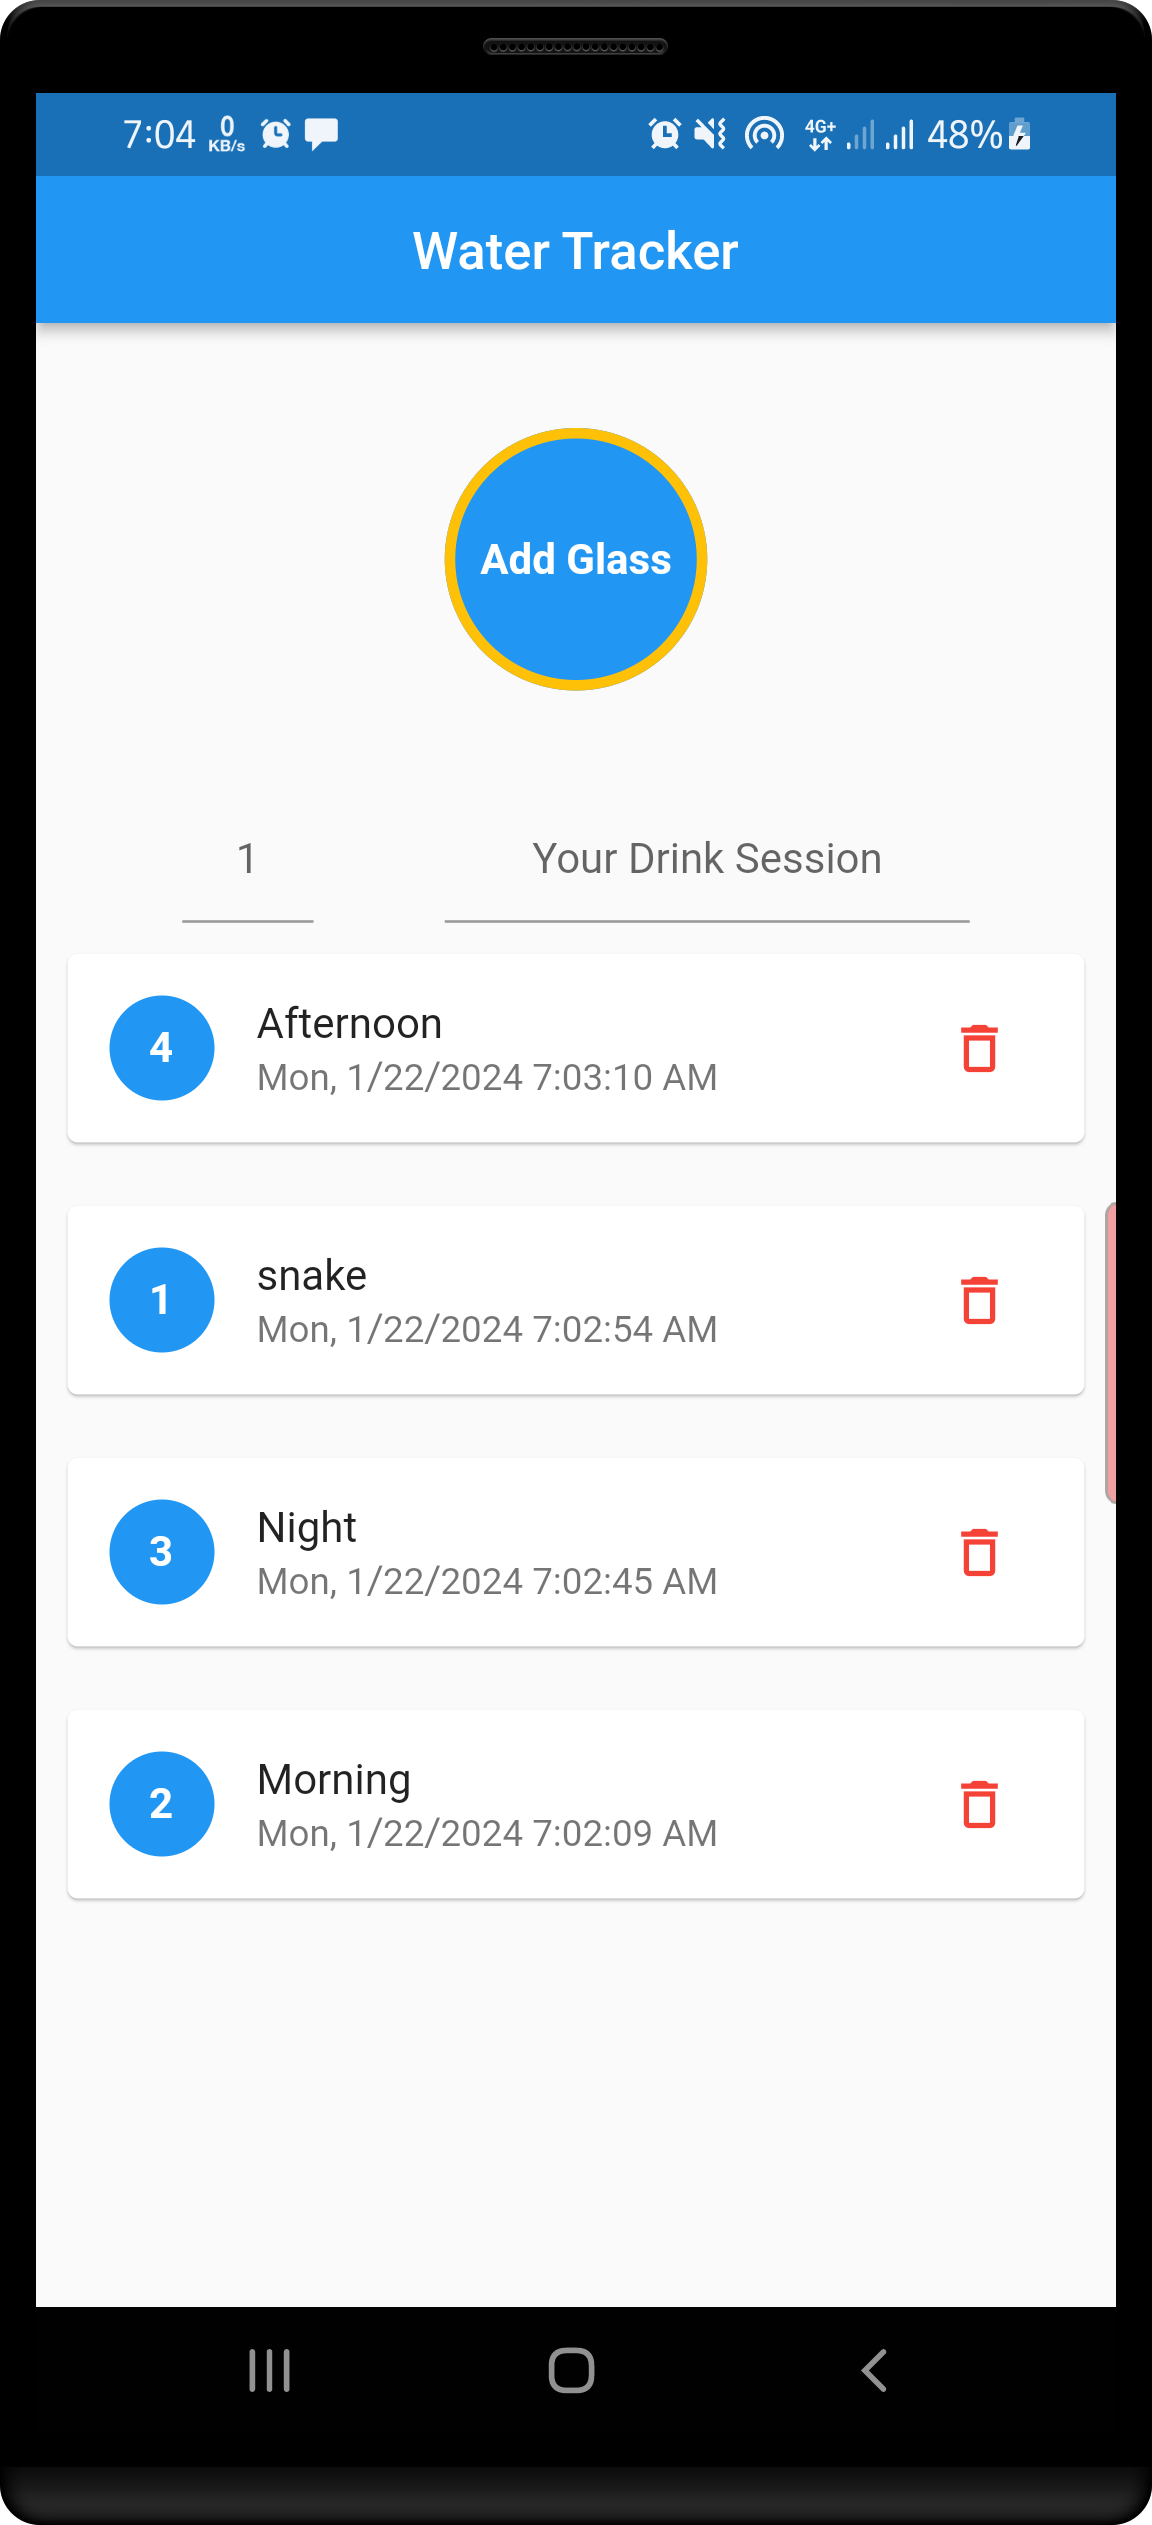 7:04 0 KB/s 4G+ 48%
Water Tracker
Add Glass
1 Your Drink Session
4 Afternoon
Mon, 1/22/2024 7:03:10 AM
1 snake
Mon, 1/22/2024 7:02:54 AM
3 Night
Mon, 1/22/2024 7:02:45 AM
2 Morning
Mon, 1/22/2024 7:02:09 AM